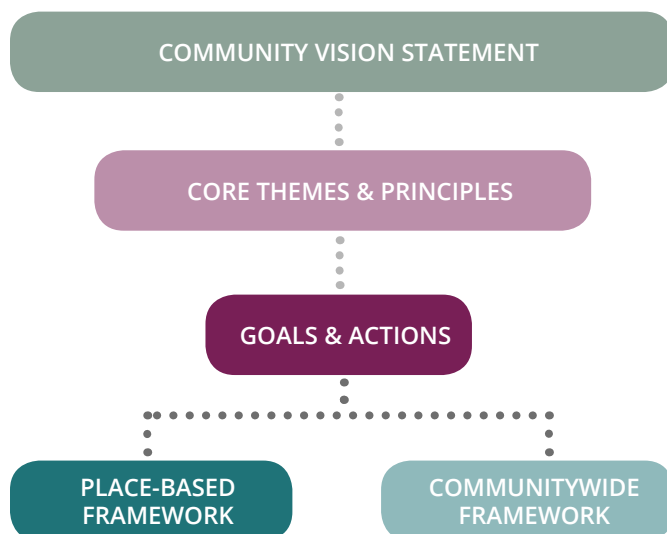 COMMUNITY VISION STATEMENT
CORE THEMES & PRINCIPLES
GOALS & ACTIONS
PLACE-BASED
FRAMEWORK
COMMUNITYWIDE
FRAMEWORK